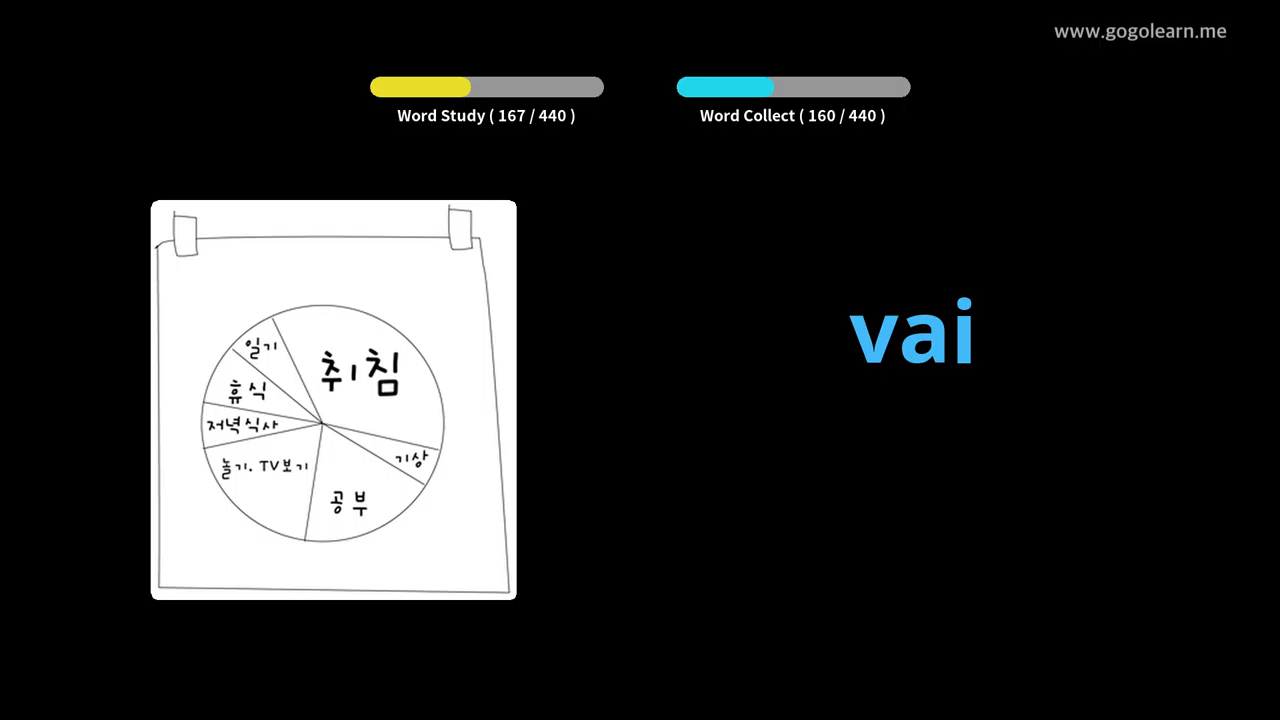 www.gogolearn.me
Word Study ( 167 / 440 )
Word Collect ( 160 / 440 )
vai
일기
취침
휴식
저녁식사
놀기. TV보기
기상
공부